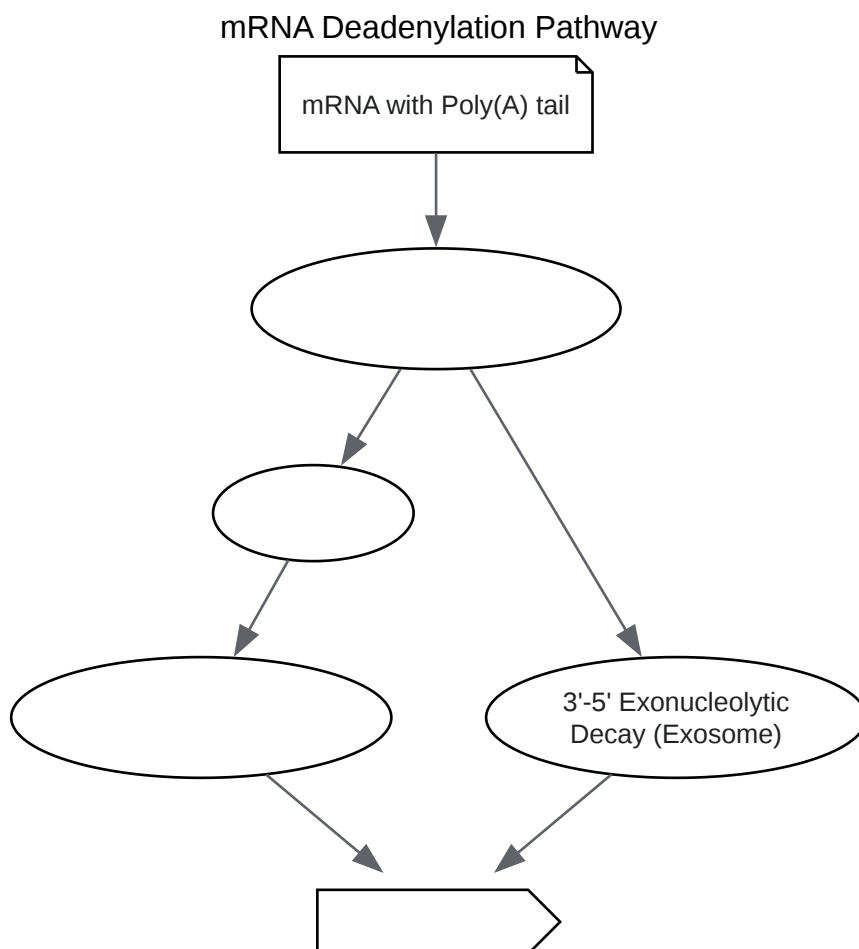 mRNA Deadenylation Pathway
mRNA with Poly(A) tail
3'-5' Exonucleolytic
Decay (Exosome)